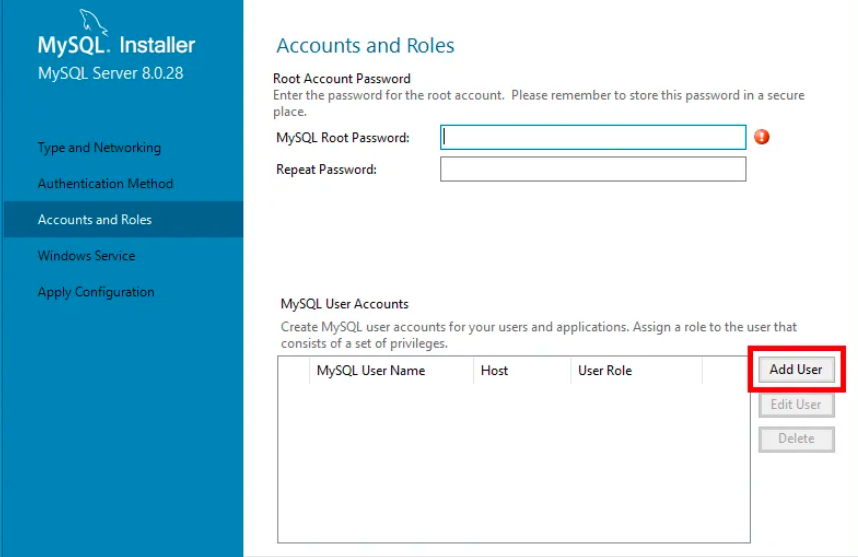 MySQL. Installer
MySQL Server 8.0.28
Type and Networking
Authentication Method
Accounts and Roles
Windows Service
Apply Configuration
Accounts and Roles
Root Account Password
Enter the password for the root account.  Please remember to store this password in a secure
place.
MySQL Root Password:
Repeat Password:
MySQL User Accounts
Create MySQL user accounts for your users and applications. Assign a role to the user that
consists of a set of privileges.
MySQL User Name Host User Role
Add User
Edit User
Delete